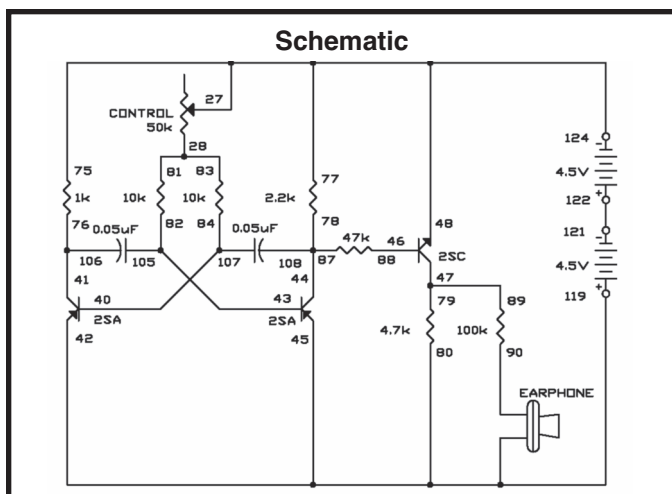 Schematic
27
CONTROL
50k
28
124
4.5V
122
121
4.5V
119
75
1k
76
81
83
10k
10k
82
84
77
2.2k
78
0.05uF
0.05uF
106
105
107
108
87
47k
88
46
48
2SC
47
41
40
2SA
42
44
43
2SA
45
79
4.7k
80
89
100k
90
EARPHONE